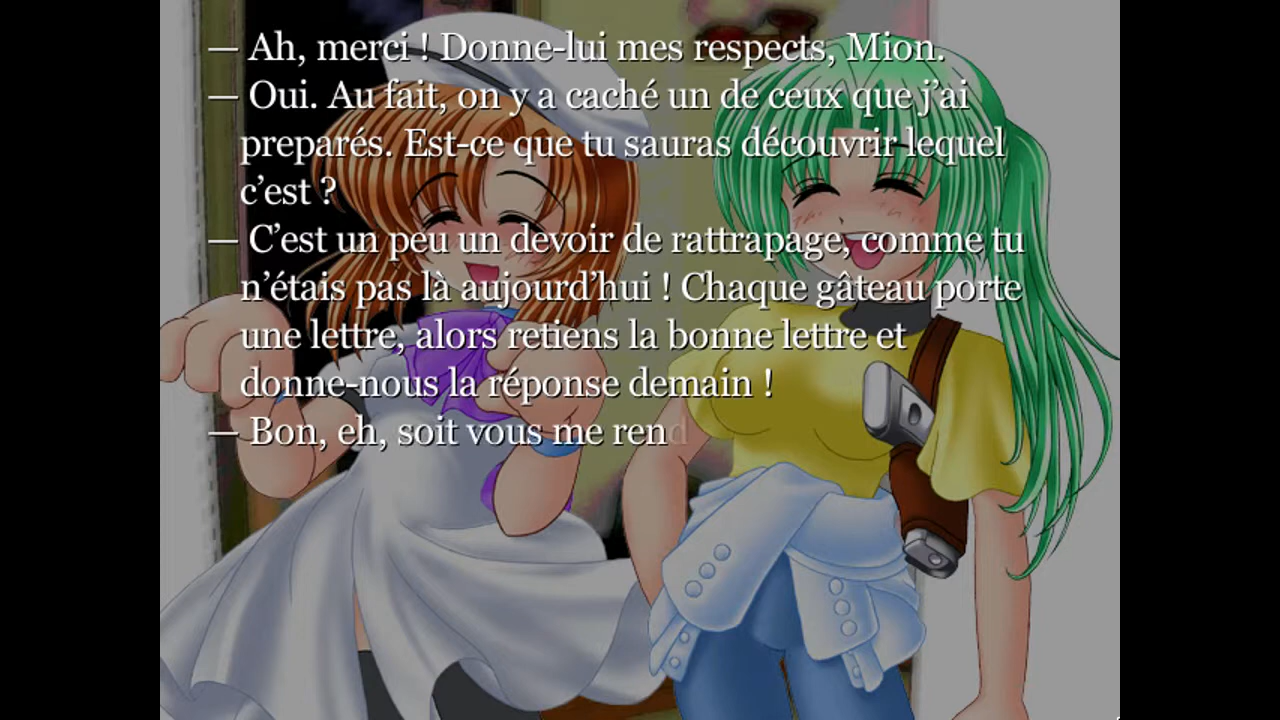 — Ah, merci ! Donne-lui mes respects, Mion.
— Oui. Au fait, on y a caché un de ceux que j’ai
preparés. Est-ce que tu sauras découvrir lequel
c’est ?
— C’est un peu un devoir de rattrapage, comme tu
n’étais pas là aujourd’hui ! Chaque gâteau porte
une lettre, alors retiens la bonne lettre et
donne-nous la réponse demain !
— Bon, eh, soit vous me rend